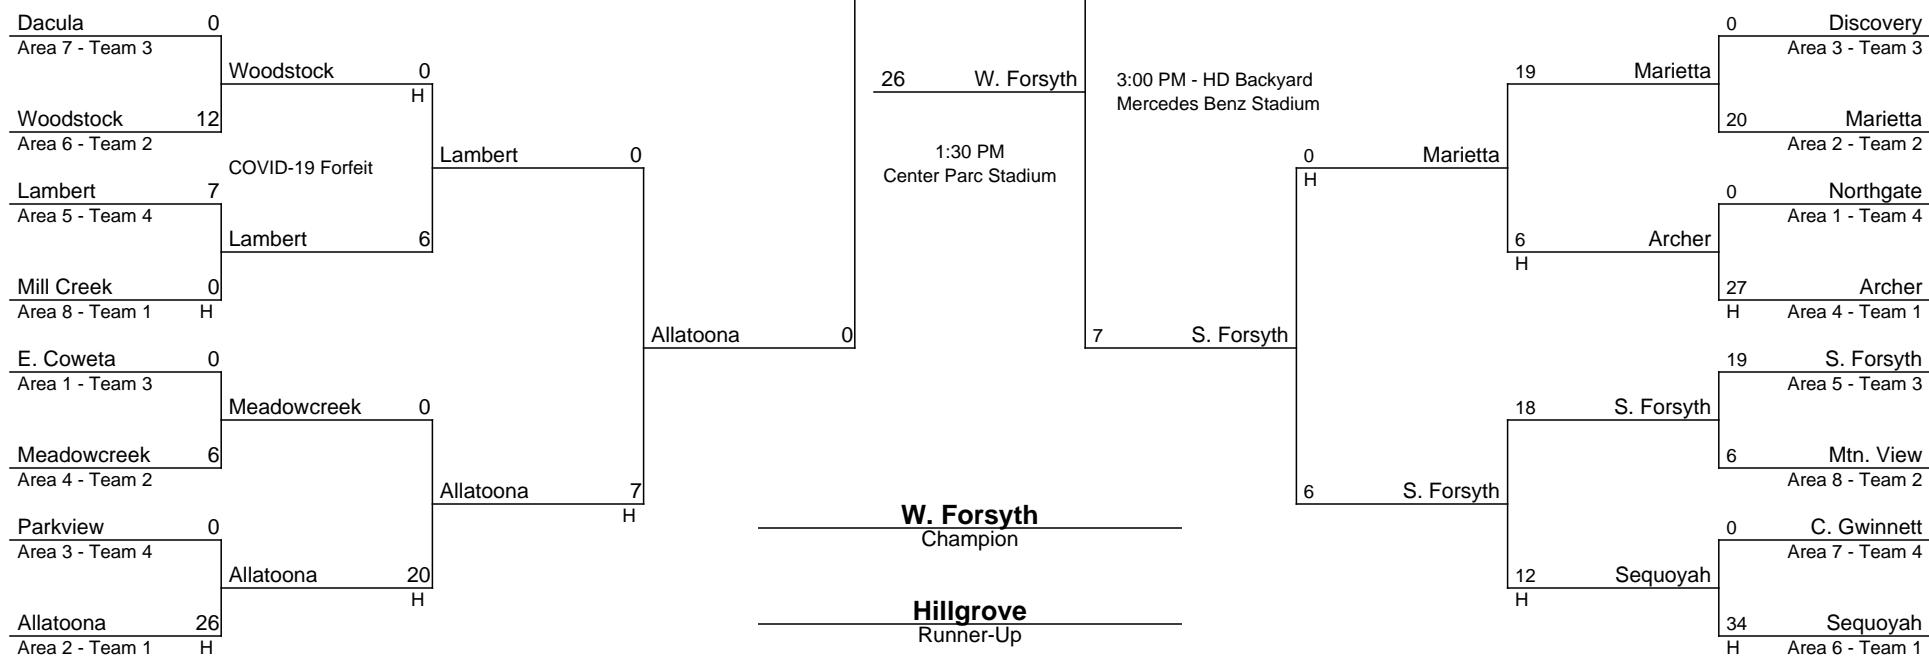 Dacula 0
Area 7 - Team 3
Woodstock 0
H
Woodstock 12
Area 6 - Team 2
COVID-19 Forfeit
Lambert 0
Lambert 7
Area 5 - Team 4
Lambert 6
Mill Creek 0
Area 8 - Team 1 H
Allatoona 0
E. Coweta 0
Area 1 - Team 3
Meadowcreek 0
Meadowcreek 6
Area 4 - Team 2
Allatoona 7
H
Parkview 0
Area 3 - Team 4
Allatoona 20
H
Allatoona 26
Area 2 - Team 1 H
26 W. Forsyth
1:30 PM
Center Parc Stadium
3:00 PM - HD Backyard
Mercedes Benz Stadium
W. Forsyth
Champion
Hillgrove
Runner-Up
0 Discovery
Area 3 - Team 3
19 Marietta
20 Marietta
Area 2 - Team 2
0 Marietta
H
0 Northgate
Area 1 - Team 4
6 Archer
H
27 Archer
H Area 4 - Team 1
7 S. Forsyth
19 S. Forsyth
Area 5 - Team 3
18 S. Forsyth
6 Mtn. View
Area 8 - Team 2
6 S. Forsyth
0 C. Gwinnett
Area 7 - Team 4
12 Sequoyah
H
34 Sequoyah
H Area 6 - Team 1